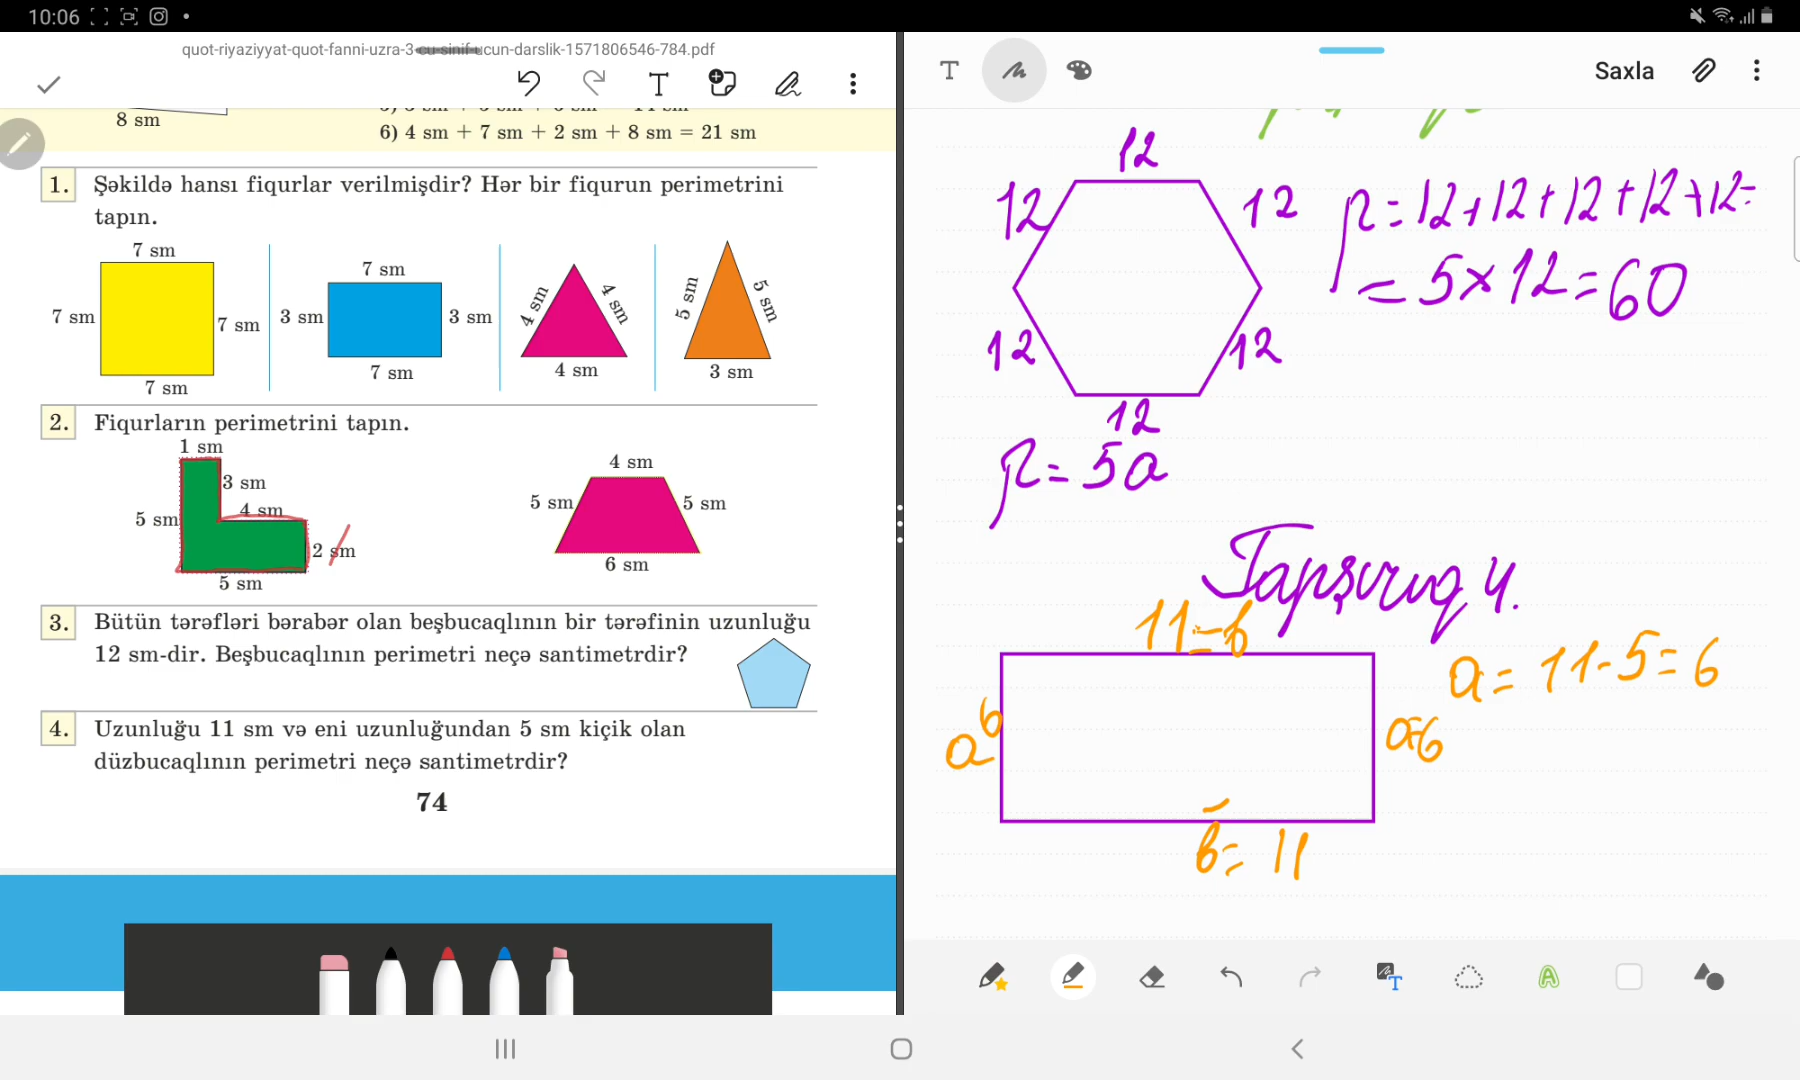 10:06
quot-riyaziyyat-quot-fanni-uzra-3-cu-sinif-ucun-darslik-1571806546-784.pdf
8 sm
6) 4 sm + 7 sm + 2 sm + 8 sm = 21 sm
1. Şəkildə hansı fiqurlar verilmişdir? Hər bir fiqurun perimetrini
tapın.
7 sm
7 sm
7 sm
7 sm
7 sm
3 sm
3 sm
7 sm
4 sm
4 sm
4 sm
5 sm
5 sm
3 sm
2. Fiqurların perimetrini tapın.
1 sm
3 sm
4 sm
5 sm
2 sm
5 sm
4 sm
5 sm
5 sm
6 sm
3. Bütün tərəfləri bərabər olan beşbucaqlının bir tərəfinin uzunluğu
12 sm-dir. Beşbucaqlının perimetri neçə santimetrdir?
4. Uzunluğu 11 sm və eni uzunluğundan 5 sm kiçik olan
düzbucaqlının perimetri neçə santimetrdir?
74
T
Saxla
12
12
12
12
12
12
p = 12+12+12+12+12=
= 5×12=60
p = 5a
Tapşırıq 4.
11=b
a = 11-5=6
a6
a=6
b= 11